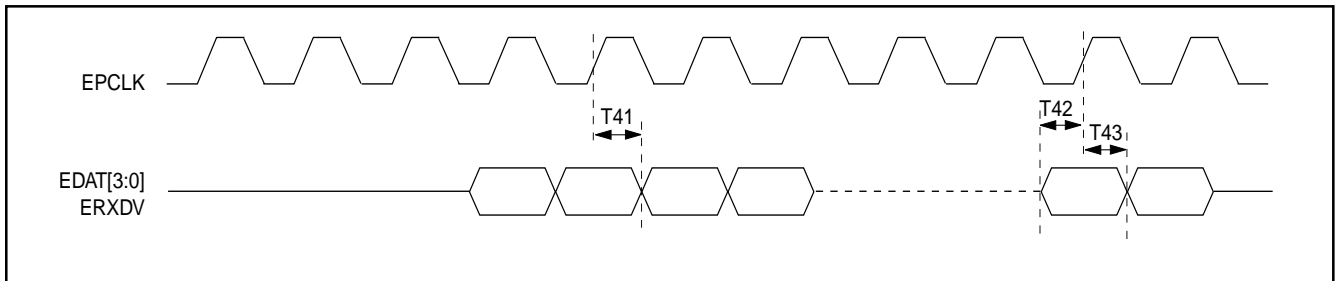 EPCLK
T41
T42
T43
EDAT[3:0]
ERXDV